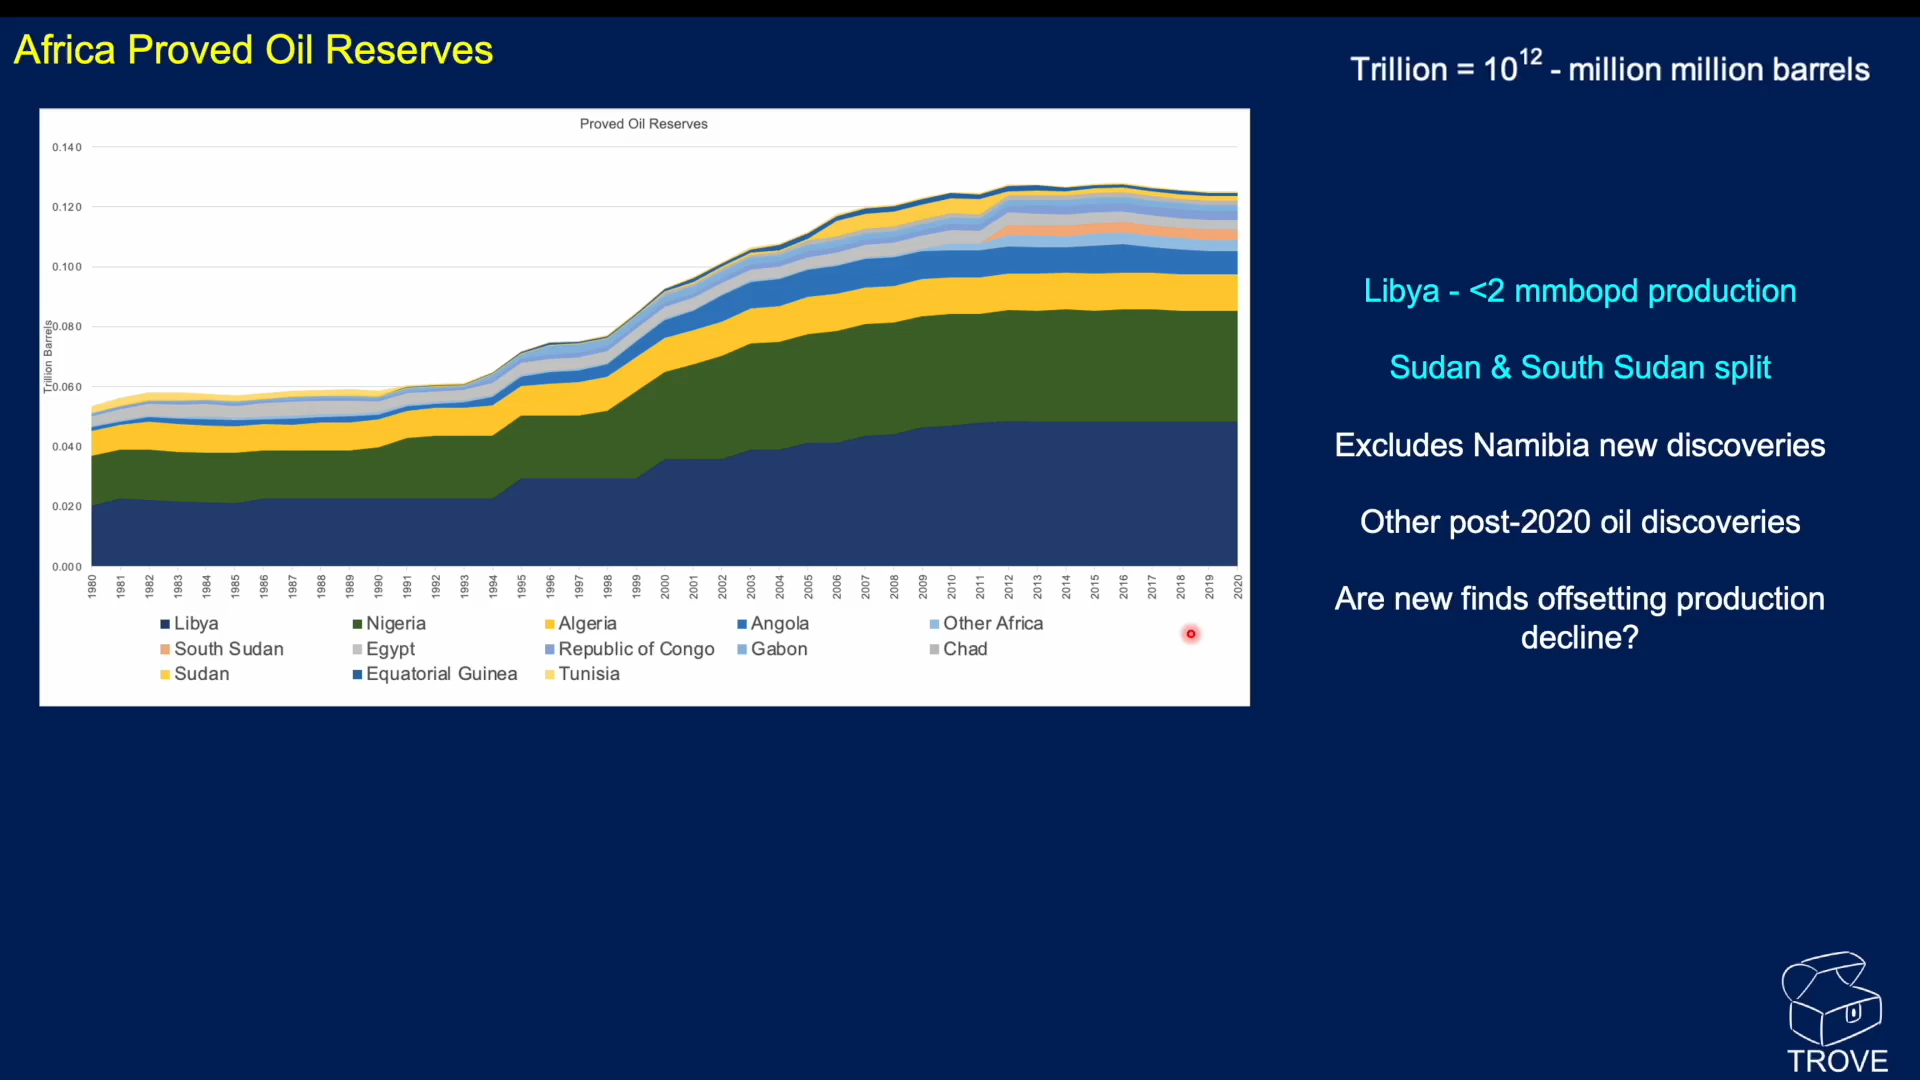 Africa Proved Oil Reserves
Trillion = 10¹² - million million barrels
Proved Oil Reserves
0.140
0.120
0.100
0.080
0.060
0.040
0.020
0.000
Trillion Barrels
1980 1981 1982 1983 1984 1985 1986 1987 1988 1989 1990 1991 1992 1993 1994 1995 1996 1997 1998 1999 2000 2001 2002 2003 2004 2005 2006 2007 2008 2009 2010 2011 2012 2013 2014 2015 2016 2017 2018 2019 2020
Libya Nigeria Algeria Angola Other Africa
South Sudan Egypt Republic of Congo Gabon Chad
Sudan Equatorial Guinea Tunisia
Libya - <2 mmbopd production
Sudan & South Sudan split
Excludes Namibia new discoveries
Other post-2020 oil discoveries
Are new finds offsetting production
decline?
TROVE